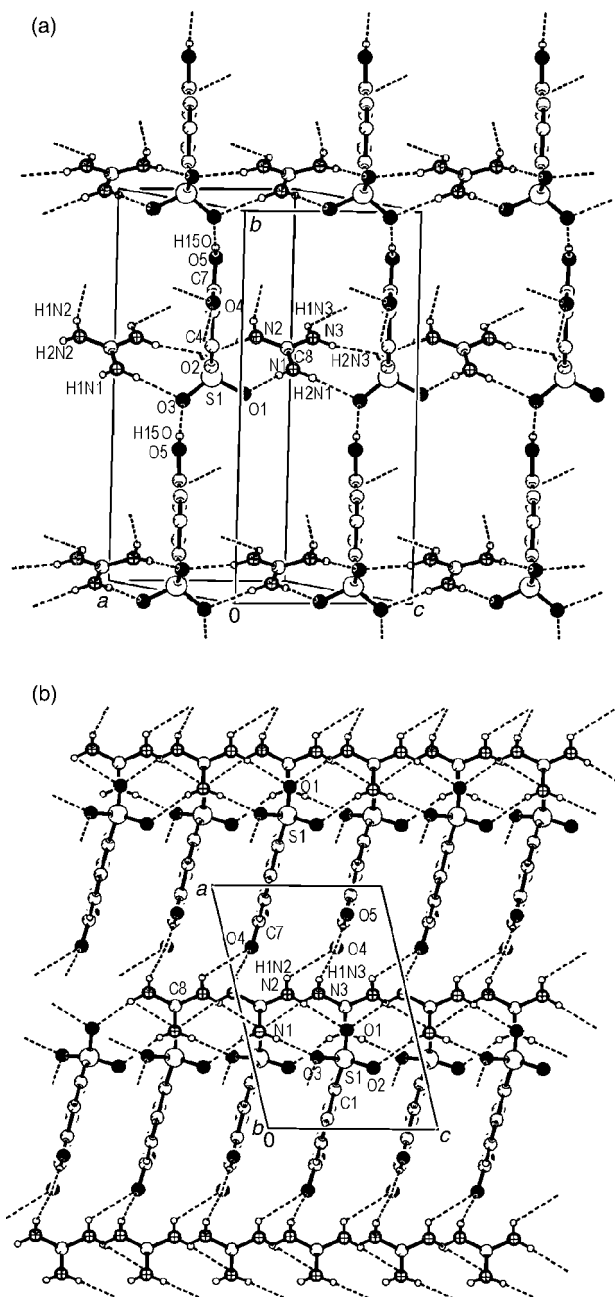 (a)
b
H15O
O5
C7
O4
H1N2
H1N3
N2
N3
C4
H2N2
C8
O2
N1
H2N3
H1N1
H2N1
O3
S1
O1
H15O
O5
a
0
c
(b)
O1
S1
a
O5
C7
O4
O4
H1N2
H1N3
C8
N2
N3
N1
O1
O3
S1
O2
C1
b
0
c